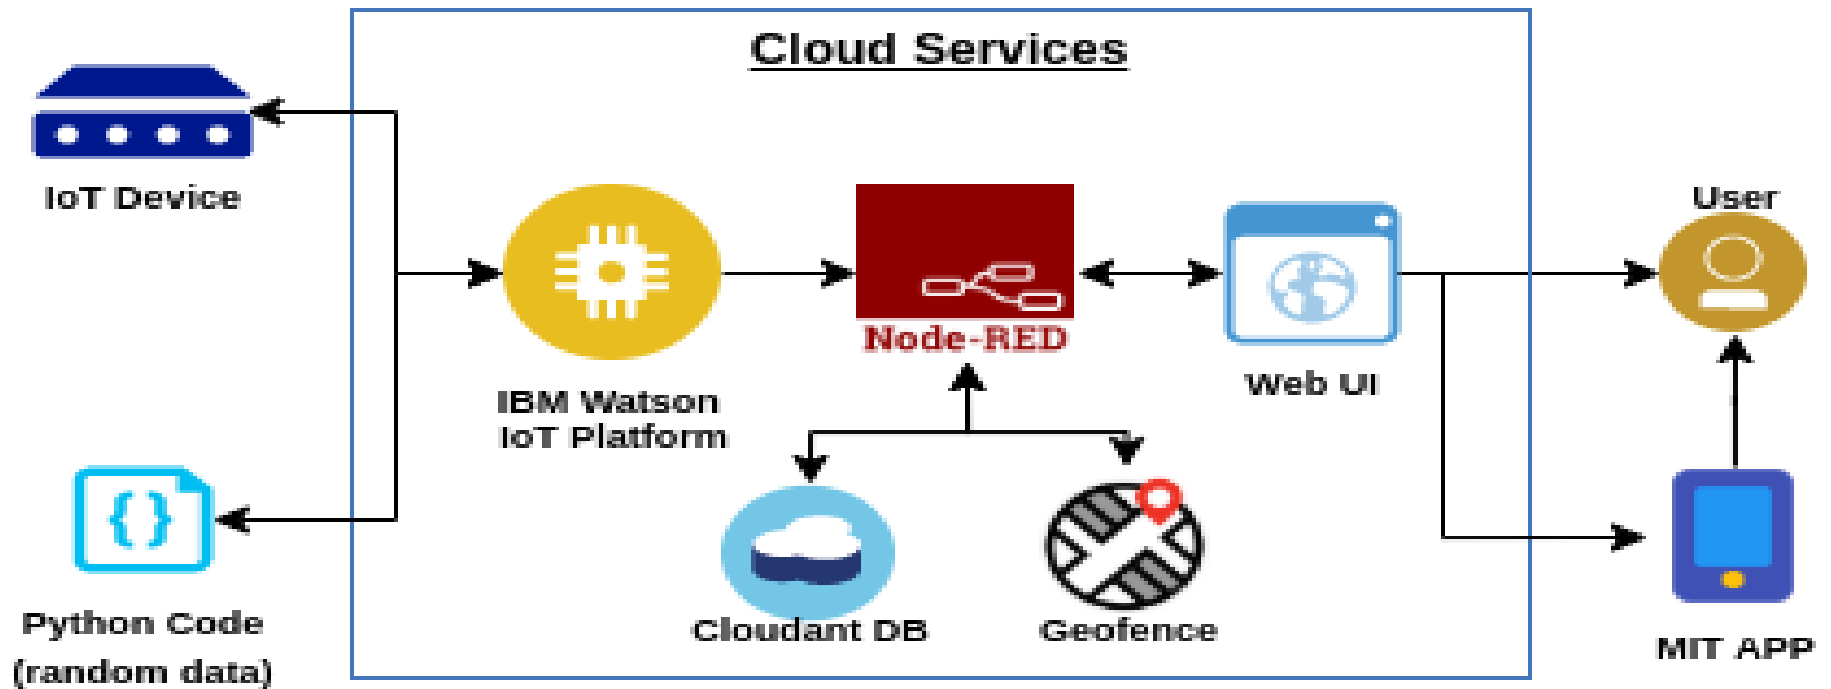 Cloud Services
IoT Device
User
Node-RED
Web UI
IBM Watson
IoT Platform
{ }
Cloudant DB
Geofence
Python Code
(random data)
MIT APP